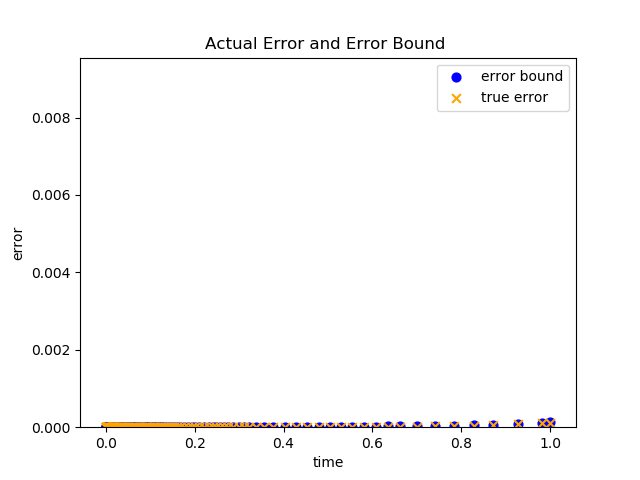 Actual Error and Error Bound
error bound
true error
0.008
0.006
0.004
0.002
0.000
error
0.0 0.2 0.4 0.6 0.8 1.0
time